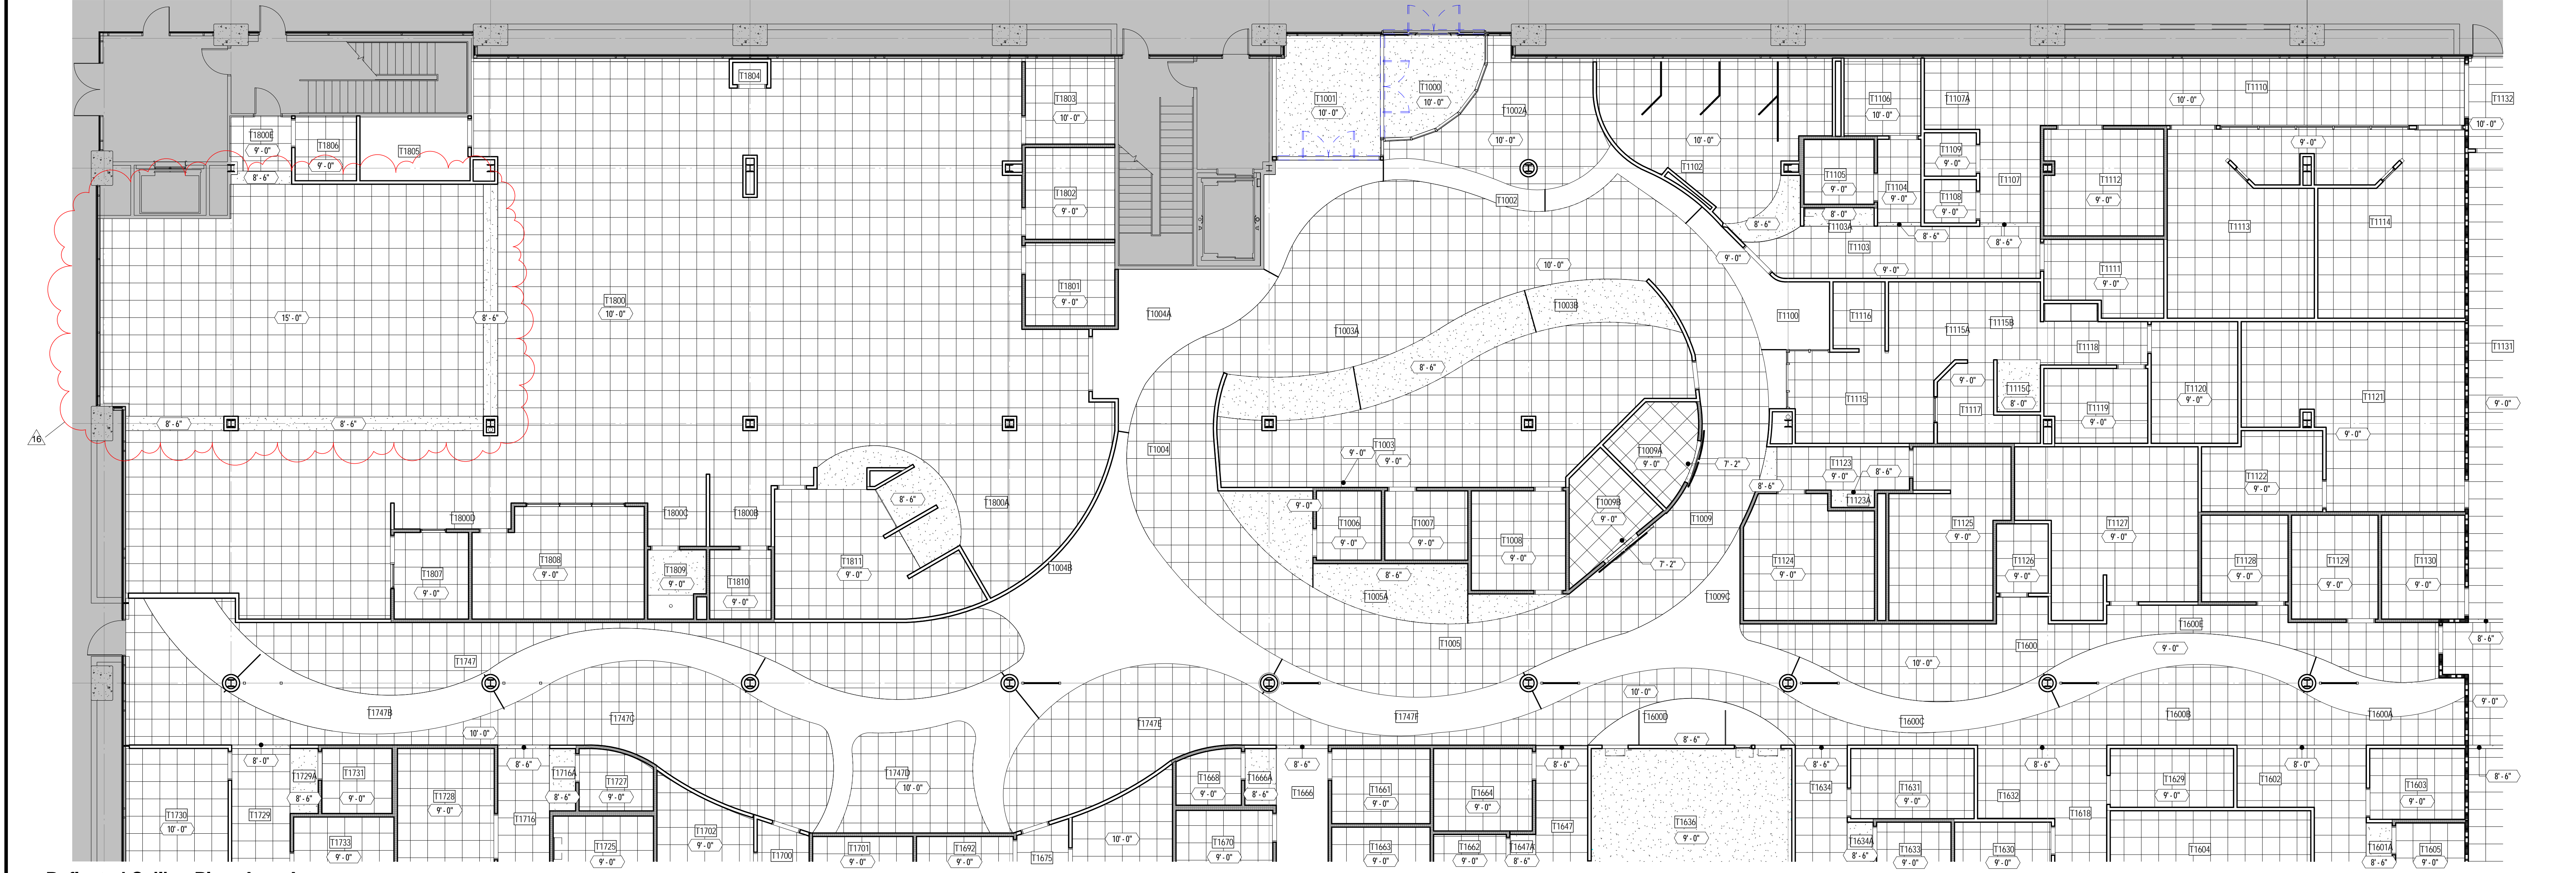 T1804
T1803
10' - 0"
T1800E
9' - 0"
8' - 6"
T1806
9' - 0"
T1805
T1802
9' - 0"
T1801
9' - 0"
15' - 0"
8' - 6"
T1800
10' - 0"
8' - 6"
8' - 6"
16
T1001
10' - 0"
T1000
10' - 0"
T1002A
10' - 0"
10' - 0"
T1102
T1002
T1106
10' - 0"
T1107A
T1110
10' - 0"
T1132
10' - 0"
T1105
9' - 0"
T1104
9' - 0"
T1109
9' - 0"
T1108
9' - 0"
T1107
T1112
9' - 0"
9' - 0"
T1113
T1114
8' - 0"
T1103A
8' - 6"
8' - 6"
8' - 6"
T1103
9' - 0"
9' - 0"
10' - 0"
T1111
9' - 0"
T1004A
T1003A
T1003B
8' - 6"
T1100
T1116
T1115A
T1115B
T1118
T1131
T1115
9' - 0"
T1117
T1115C
8' - 0"
T1119
9' - 0"
T1120
9' - 0"
T1121
9' - 0"
9' - 0"
T1004
T1003
9' - 0"
9' - 0"
T1009A
9' - 0"
7' - 2"
T1009B
9' - 0"
7' - 2"
T1009
T1009C
8' - 6"
T1123
9' - 0"
8' - 6"
T1123A
T1122
9' - 0"
9' - 0"
T1006
9' - 0"
T1007
9' - 0"
T1008
9' - 0"
8' - 6"
T1005A
T1005
T1124
9' - 0"
T1125
9' - 0"
T1126
9' - 0"
T1127
9' - 0"
T1128
9' - 0"
T1129
9' - 0"
T1130
9' - 0"
8' - 6"
T1800A
T1800D
T1800C
T1800B
T1807
9' - 0"
T1808
9' - 0"
T1809
9' - 0"
T1810
9' - 0"
T1811
9' - 0"
T1004B
T1747
T1747B
10' - 0"
T1747C
T1747D
10' - 0"
T1747E
T1747F
10' - 0"
T1600D
8' - 6"
T1600
10' - 0"
T1600C
T1600E
9' - 0"
T1600B
T1600A
8' - 6"
9' - 0"
8' - 6"
8' - 0"
T1729A
8' - 6"
T1731
9' - 0"
T1728
9' - 0"
8' - 6"
T1716A
8' - 6"
T1727
9' - 0"
T1730
10' - 0"
T1729
T1733
9' - 0"
T1716
T1725
9' - 0"
T1702
9' - 0"
T1700
T1701
9' - 0"
T1692
9' - 0"
T1675
10' - 0"
T1668
9' - 0"
T1666A
8' - 6"
8' - 6"
T1666
T1670
9' - 0"
T1661
9' - 0"
T1663
9' - 0"
T1664
9' - 0"
T1662
9' - 0"
T1647A
8' - 6"
8' - 6"
T1647
T1636
9' - 0"
8' - 6"
T1634
T1634A
8' - 6"
T1631
9' - 0"
T1633
9' - 0"
8' - 6"
T1632
T1630
9' - 0"
T1618
T1629
9' - 0"
T1604
8' - 0"
T1602
T1603
9' - 0"
T1601A
8' - 6"
T1605
9' - 0"